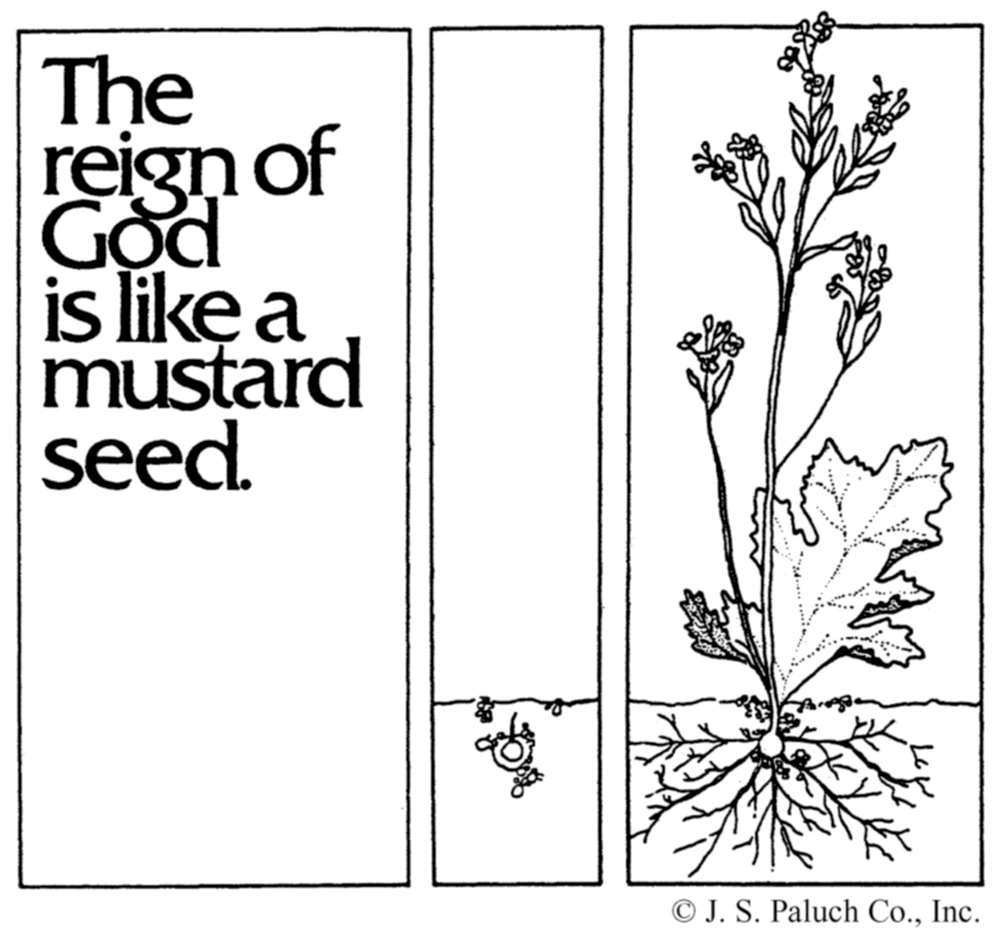 The
reign of
God
is like a
mustard
seed.
© J. S. Paluch Co., Inc.